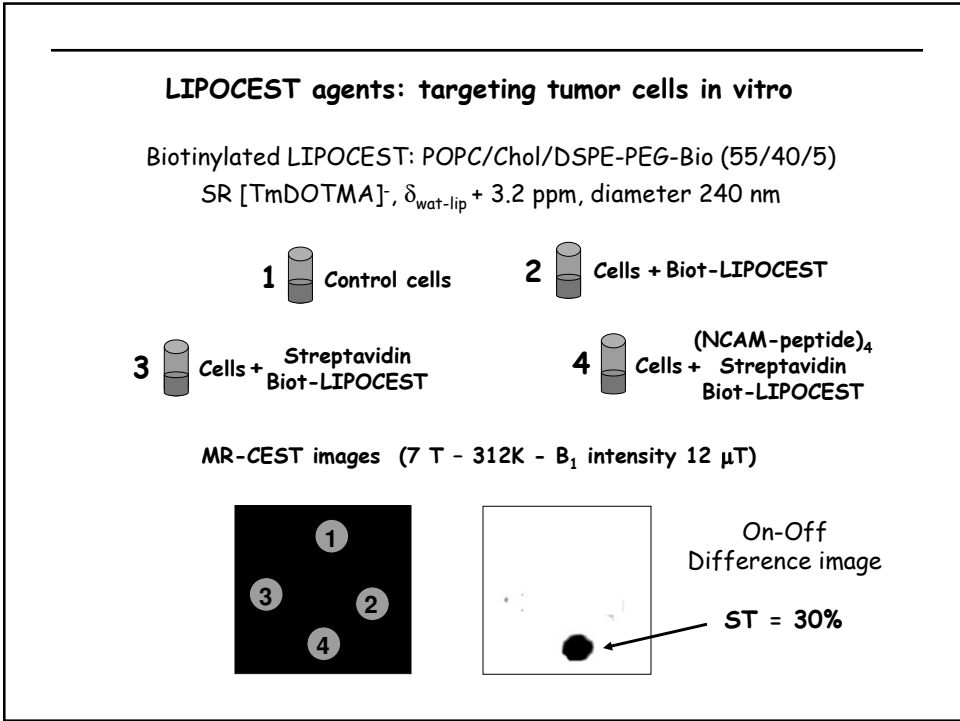 LIPOCEST agents: targeting tumor cells in vitro
Biotinylated LIPOCEST: POPC/Chol/DSPE-PEG-Bio (55/40/5)
SR [TmDOTMA]⁻, δwat-lip + 3.2 ppm, diameter 240 nm
1 Control cells
2 Cells + Biot-LIPOCEST
3 Cells + Streptavidin
Biot-LIPOCEST
(NCAM-peptide)₄
4 Cells + Streptavidin
Biot-LIPOCEST
MR-CEST images (7 T – 312K - B₁ intensity 12 μT)
1
3
2
4
On-Off
Difference image
ST = 30%